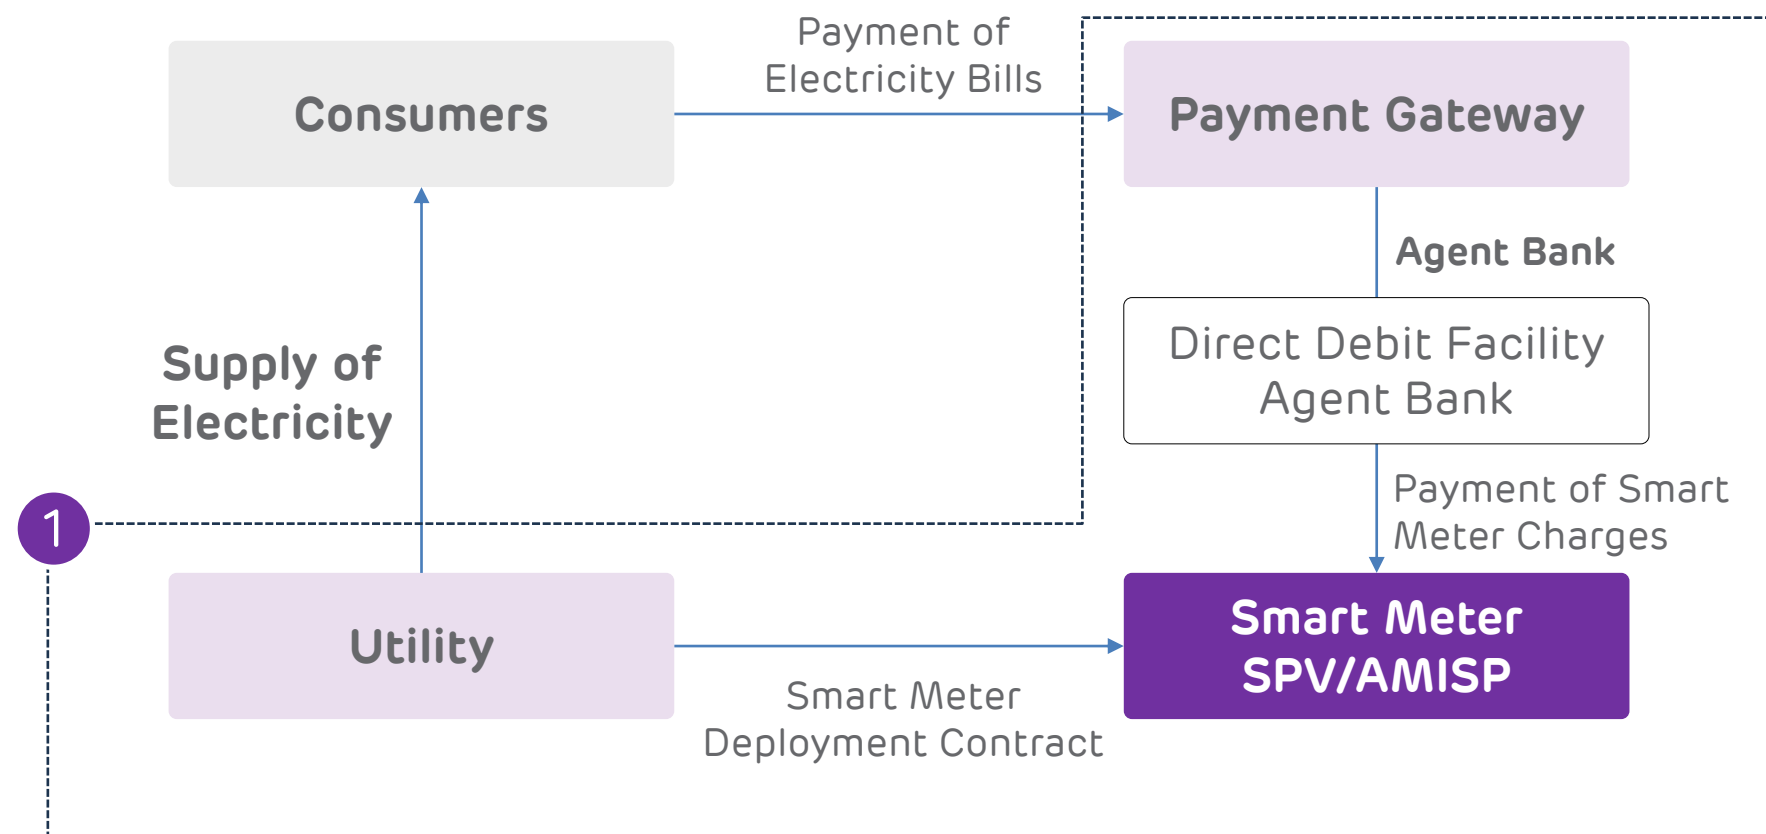 Payment of
Electricity Bills
Consumers
Payment Gateway
Agent Bank
Direct Debit Facility
Agent Bank
Supply of
Electricity
Payment of Smart
Meter Charges
1
Utility
Smart Meter
SPV/AMISP
Smart Meter
Deployment Contract